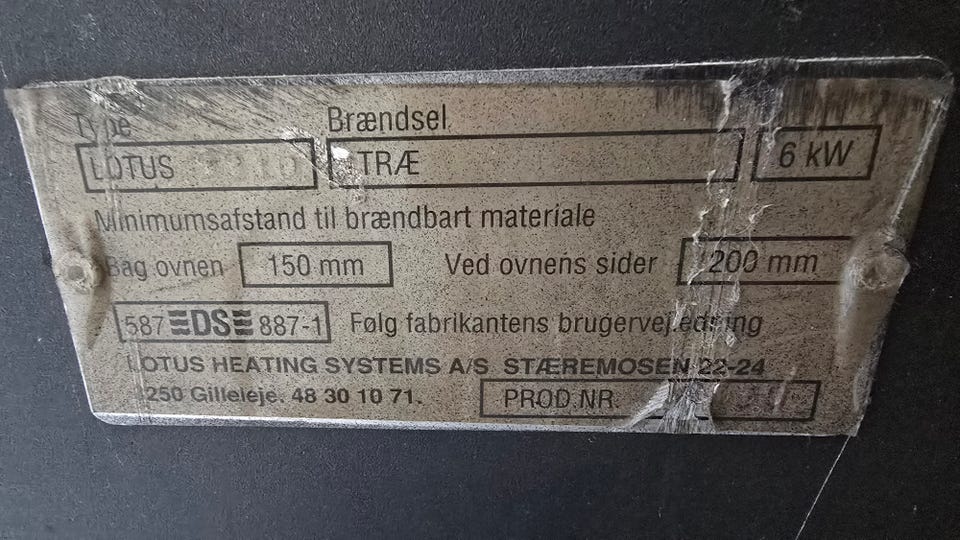 Type Brændsel
LOTUS TRÆ 6 kW
Minimumsafstand til brændbart materiale
Bag ovnen 150 mm Ved ovnens sider 200 mm
587 DS 887-1 Følg fabrikantens brugervejledning
LOTUS HEATING SYSTEMS A/S STÆREMOSEN 22-24
250 Gilleleje. 48 30 10 71.
PROD.NR.